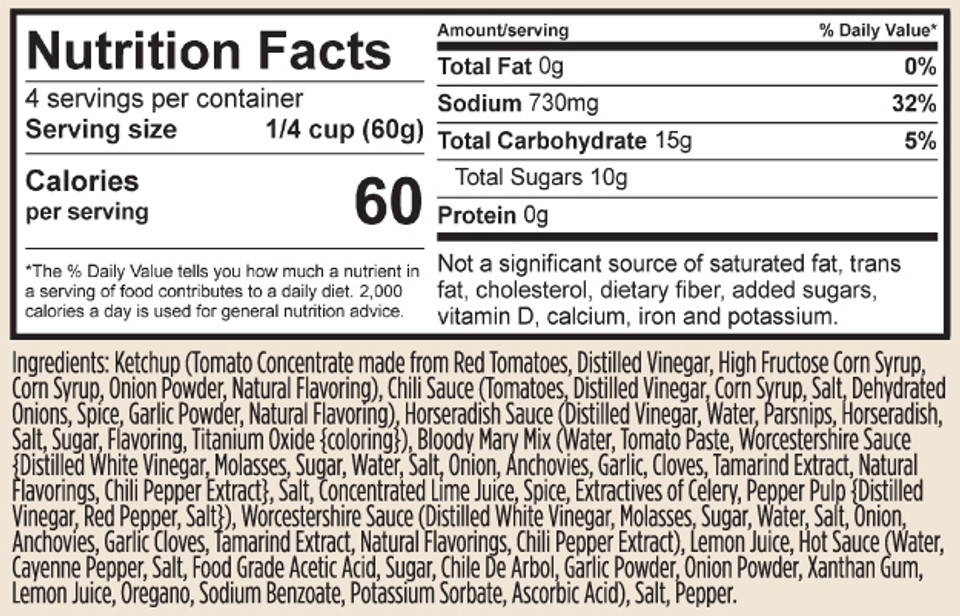 Nutrition Facts
4 servings per container
Serving size 1/4 cup (60g)
Calories
per serving
60
*The % Daily Value tells you how much a nutrient in
a serving of food contributes to a daily diet. 2,000
calories a day is used for general nutrition advice.
Amount/serving % Daily Value*
Total Fat 0g 0%
Sodium 730mg 32%
Total Carbohydrate 15g 5%
Total Sugars 10g
Protein 0g
Not a significant source of saturated fat, trans
fat, cholesterol, dietary fiber, added sugars,
vitamin D, calcium, iron and potassium.
Ingredients: Ketchup (Tomato Concentrate made from Red Tomatoes, Distilled Vinegar, High Fructose Corn Syrup,
Corn Syrup, Onion Powder, Natural Flavoring), Chili Sauce (Tomatoes, Distilled Vinegar, Corn Syrup, Salt, Dehydrated
Onions, Spice, Garlic Powder, Natural Flavoring), Horseradish Sauce (Distilled Vinegar, Water, Parsnips, Horseradish,
Salt, Sugar, Flavoring, Titanium Oxide {coloring}), Bloody Mary Mix (Water, Tomato Paste, Worcestershire Sauce
{Distilled White Vinegar, Molasses, Sugar, Water, Salt, Onion, Anchovies, Garlic, Cloves, Tamarind Extract, Natural
Flavorings, Chili Pepper Extract}, Salt, Concentrated Lime Juice, Spice, Extractives of Celery, Pepper Pulp {Distilled
Vinegar, Red Pepper, Salt}), Worcestershire Sauce (Distilled White Vinegar, Molasses, Sugar, Water, Salt, Onion,
Anchovies, Garlic Cloves, Tamarind Extract, Natural Flavorings, Chili Pepper Extract), Lemon Juice, Hot Sauce (Water,
Cayenne Pepper, Salt, Food Grade Acetic Acid, Sugar, Chile De Arbol, Garlic Powder, Onion Powder, Xanthan Gum,
Lemon Juice, Oregano, Sodium Benzoate, Potassium Sorbate, Ascorbic Acid), Salt, Pepper.